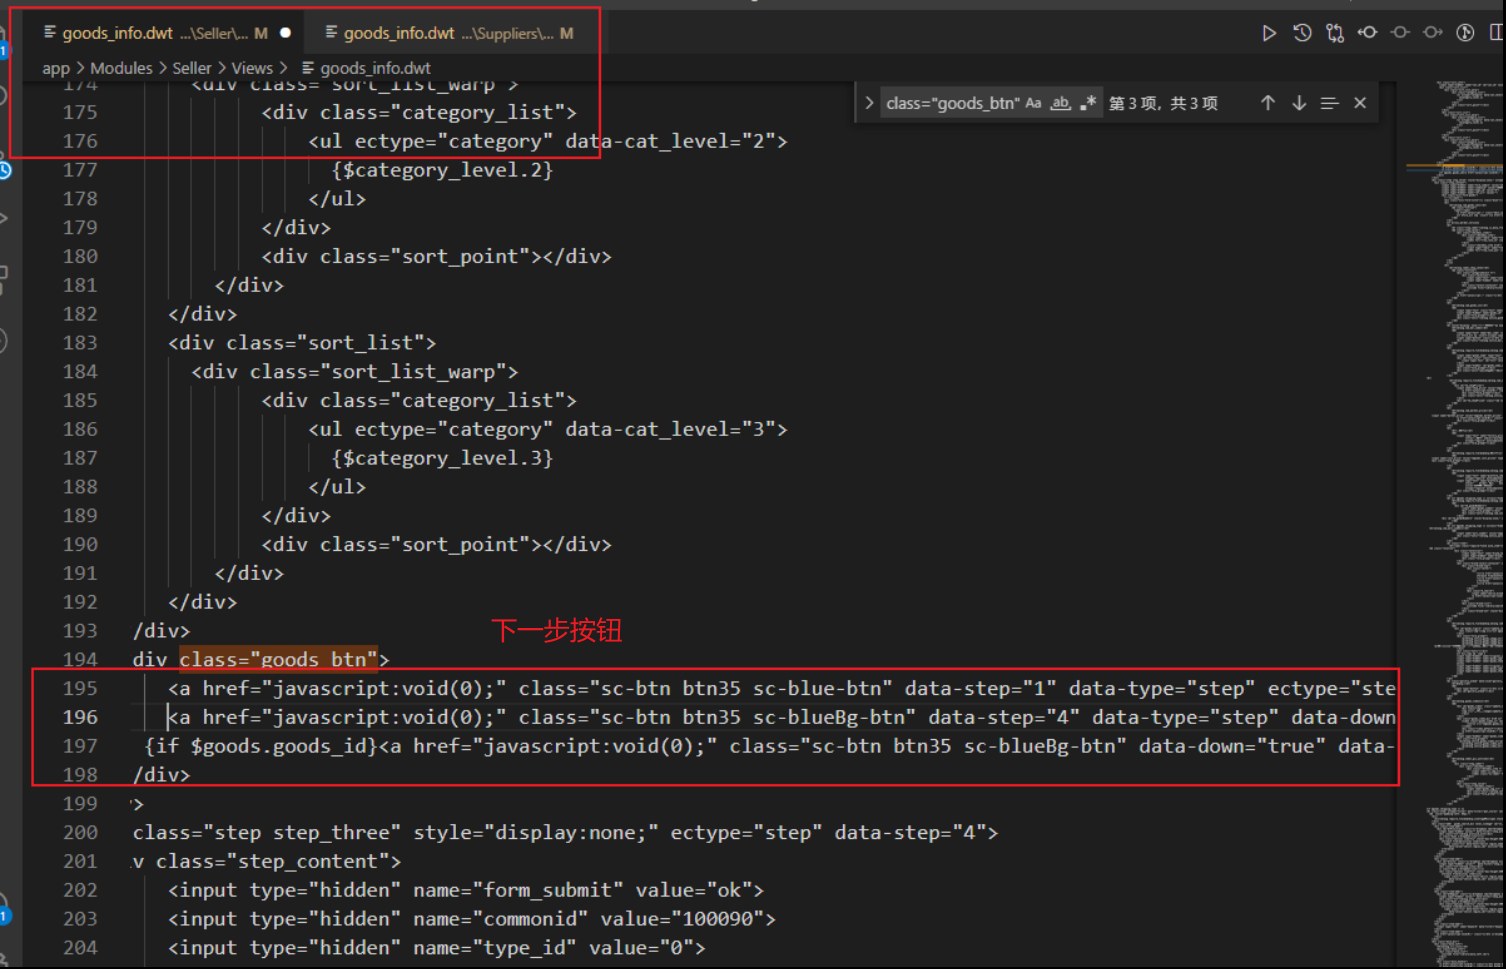 goods_info.dwt ...\Seller\... M ● goods_info.dwt ...\Suppliers\... M
app > Modules > Seller > Views > goods_info.dwt
class="goods_btn" Aa ab .* 第 3 项, 共 3 项
174 <div class="sort_list_warp">
175 <div class="category_list">
176 <ul ectype="category" data-cat_level="2">
177 {$category_level.2}
178 </ul>
179 </div>
180 <div class="sort_point"></div>
181 </div>
182 </div>
183 <div class="sort_list">
184 <div class="sort_list_warp">
185 <div class="category_list">
186 <ul ectype="category" data-cat_level="3">
187 {$category_level.3}
188 </ul>
189 </div>
190 <div class="sort_point"></div>
191 </div>
192 </div>
193 /div>
下一步按钮
194 div class="goods_btn">
195 <a href="javascript:void(0);" class="sc-btn btn35 sc-blue-btn" data-step="1" data-type="step" ectype="ste
196 <a href="javascript:void(0);" class="sc-btn btn35 sc-blueBg-btn" data-step="4" data-type="step" data-down
197 {if $goods.goods_id}<a href="javascript:void(0);" class="sc-btn btn35 sc-blueBg-btn" data-down="true" data-
198 /div>
199 >
200 class="step step_three" style="display:none;" ectype="step" data-step="4">
201 v class="step_content">
202 <input type="hidden" name="form_submit" value="ok">
203 <input type="hidden" name="commonid" value="100090">
204 <input type="hidden" name="type_id" value="0">